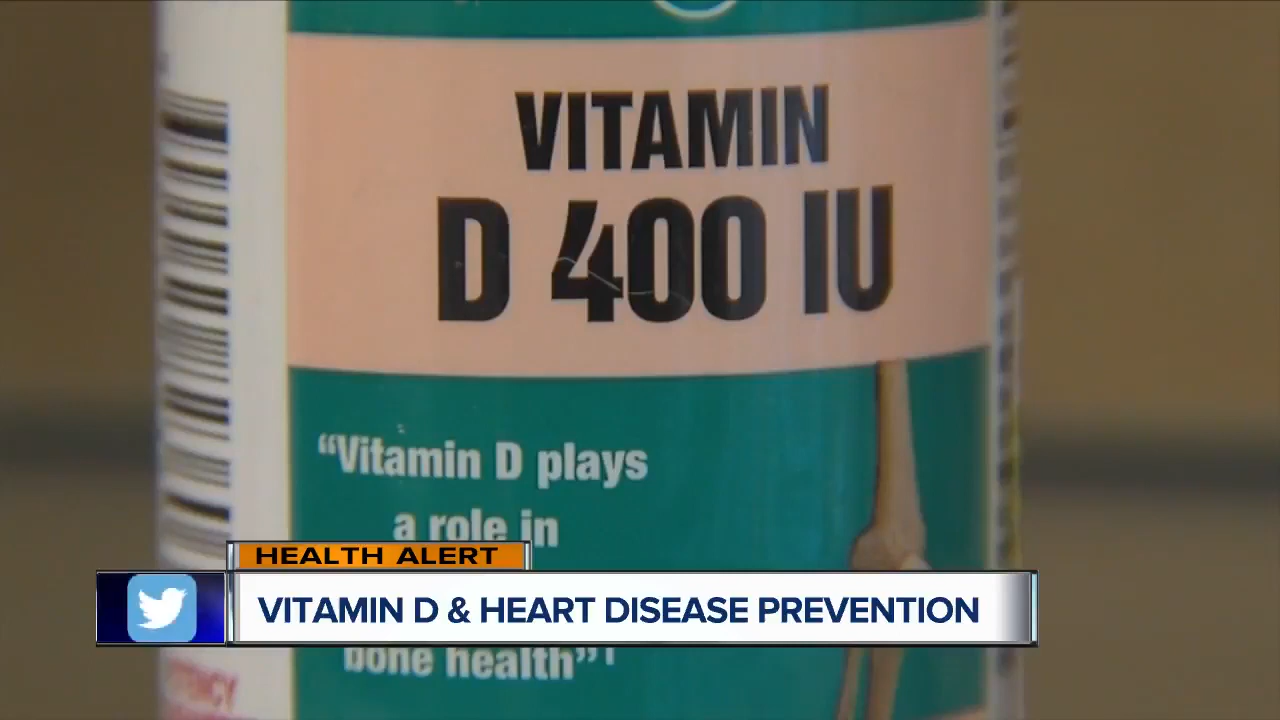 VITAMIN
D 400 IU
“Vitamin D plays
a role in
HEALTH ALERT
VITAMIN D & HEART DISEASE PREVENTION
bone health”